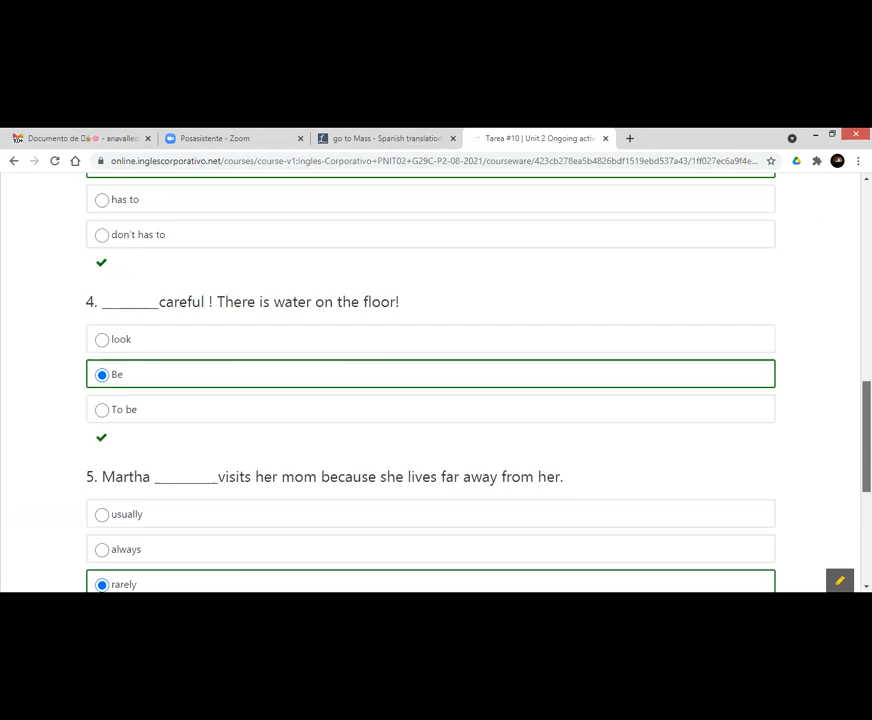 Documento de - anavalled
Posasistente - Zoom
go to Mass - Spanish translation
Tarea #10 | Unit 2 Ongoing activ
online.inglescorporativo.net/courses/course-v1:Ingles-Corporativo+PNIT02+G29C-P2-08-2021/courseware/423cb278ea5b4826bdf1519ebd537a43/1ff027ec6a9f4e...
has to
don't has to
4. ________careful ! There is water on the floor!
look
Be
To be
5. Martha _________visits her mom because she lives far away from her.
usually
always
rarely